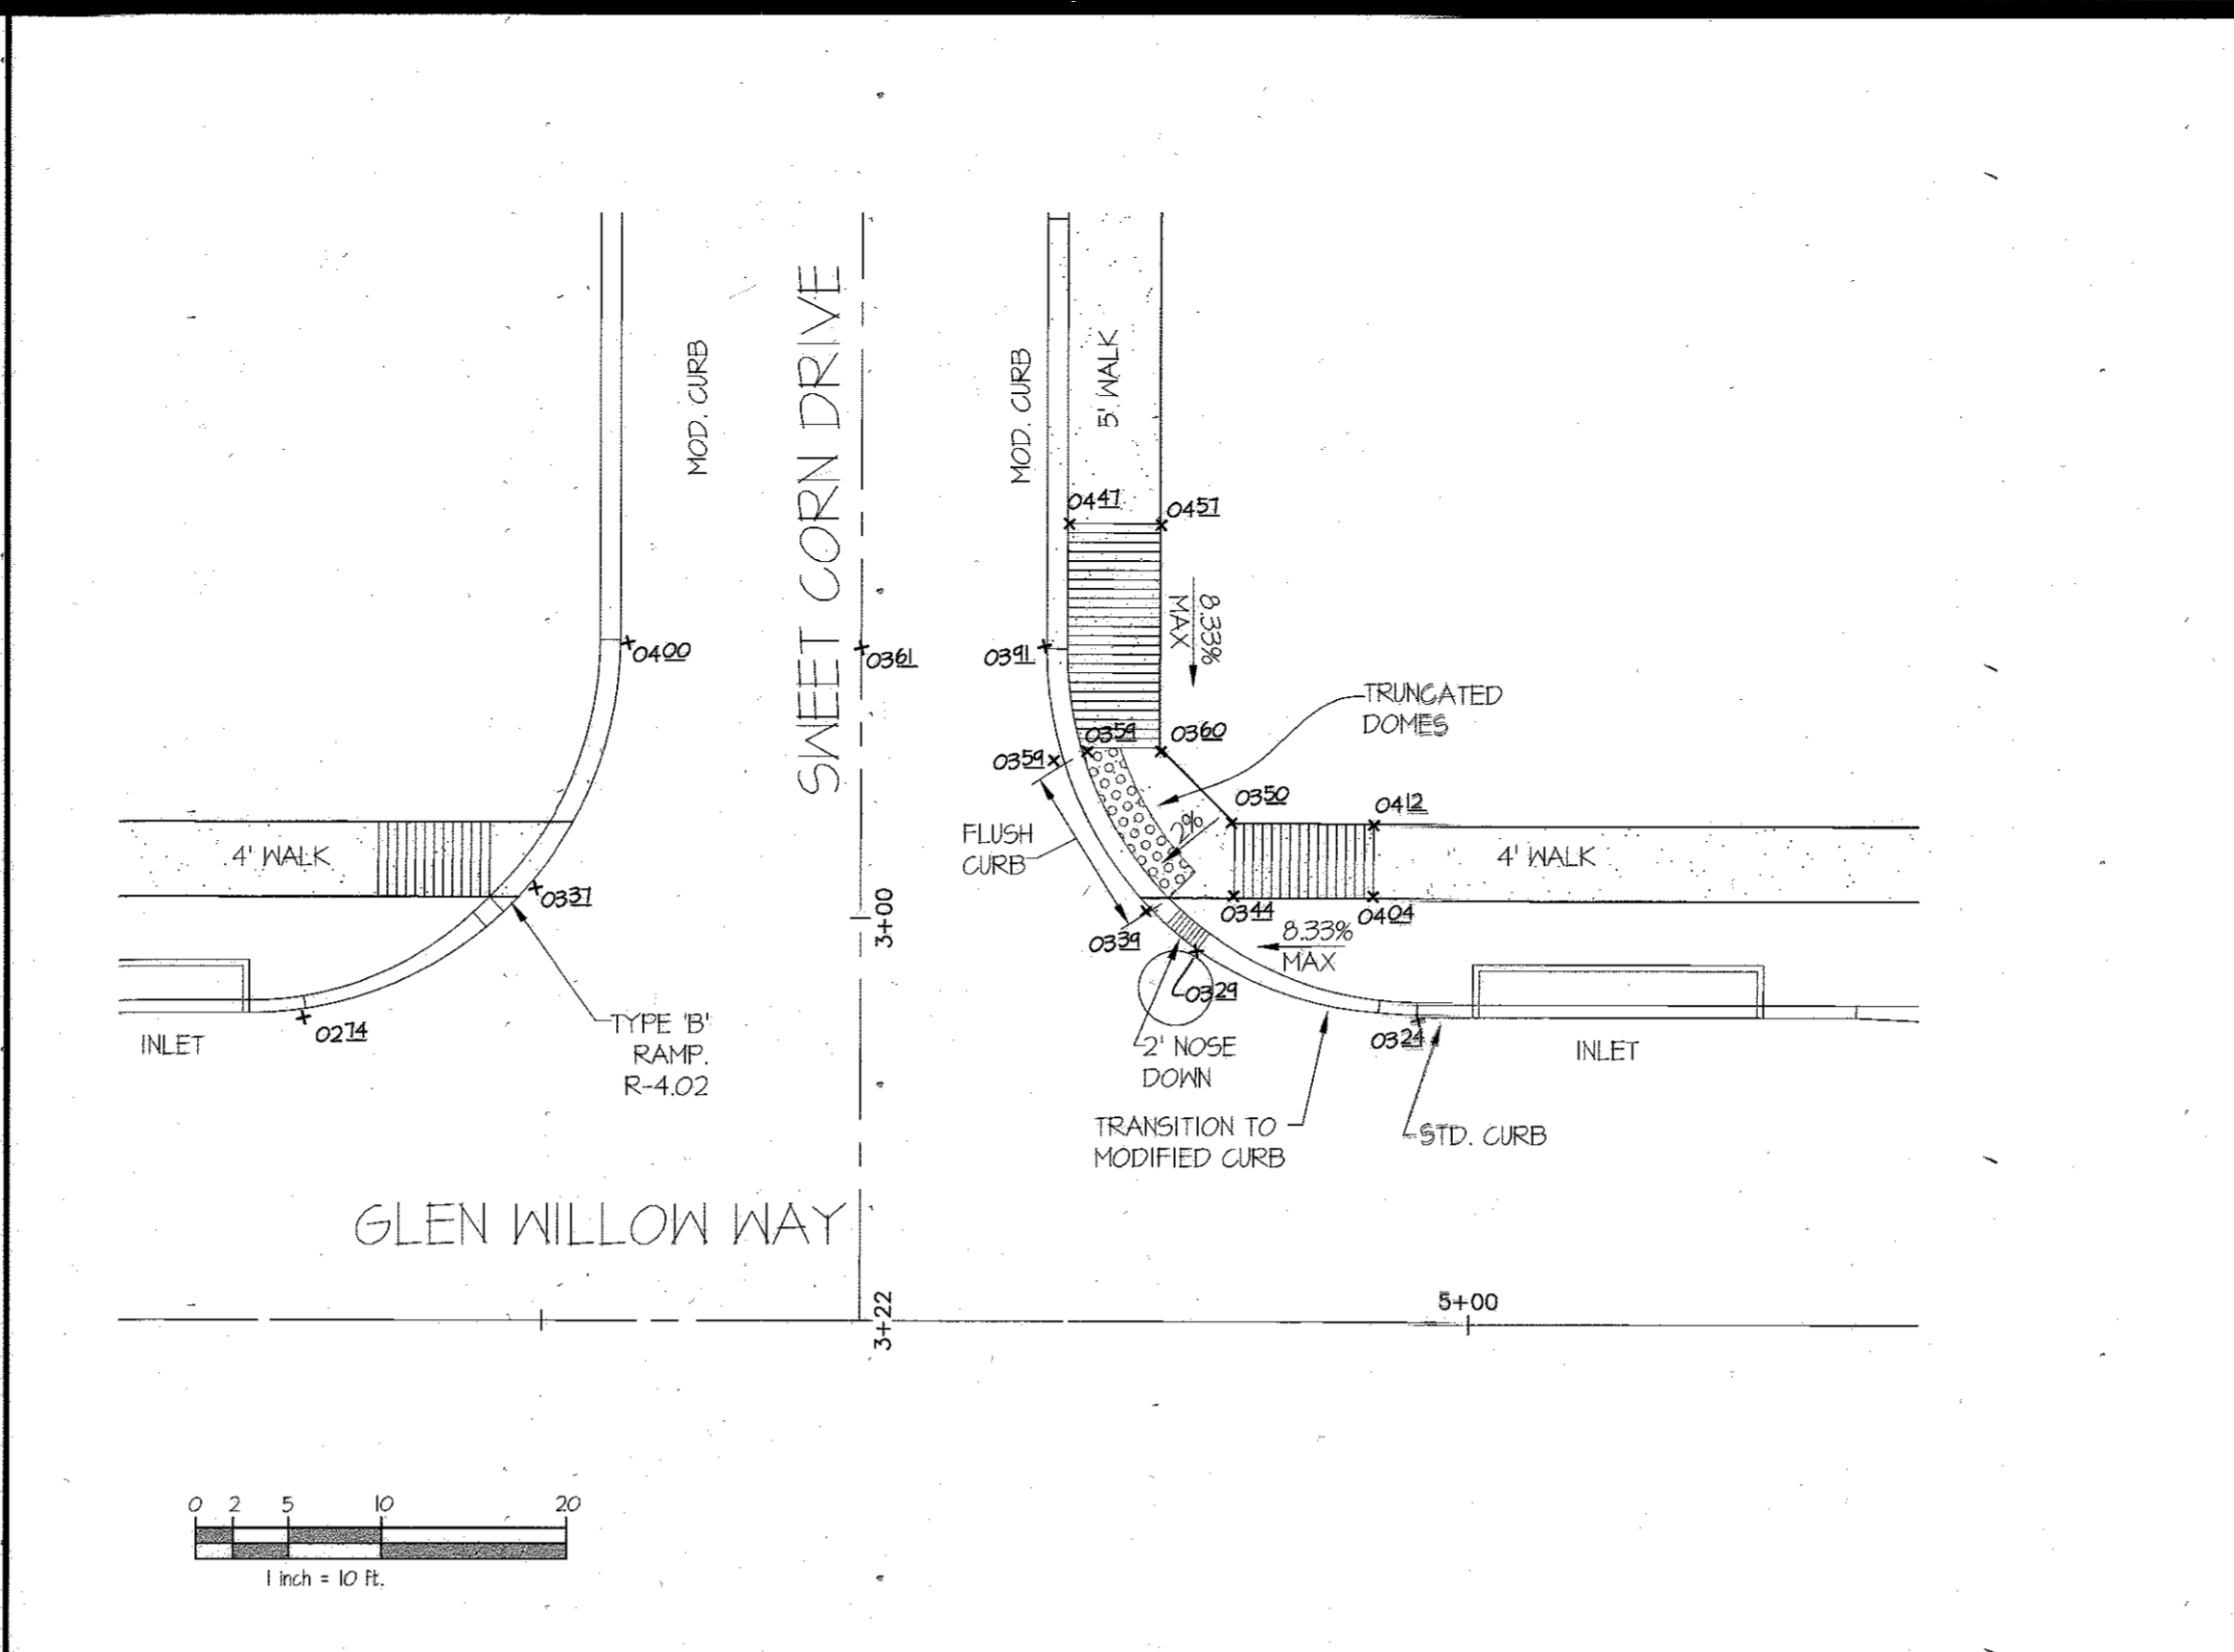 SWEET CORN DRIVE
MOD. CURB
MOD. CURB
5' WALK
0447
0457
8.33%
MAX
0400
0361
0391
TRUNCATED
DOMES
0359
0360
0359
0350
0412
2%
FLUSH
CURB
4' WALK
4' WALK
0337
0344
0404
3+00
0339
8.33%
MAX
0329
0274
TYPE 'B'
RAMP.
R-4.02
INLET
0324
INLET
2' NOSE
DOWN
TRANSITION TO
MODIFIED CURB
STD. CURB
GLEN WILLOW WAY
3+22
5+00
0 2 5 10 20
1 inch = 10 ft.